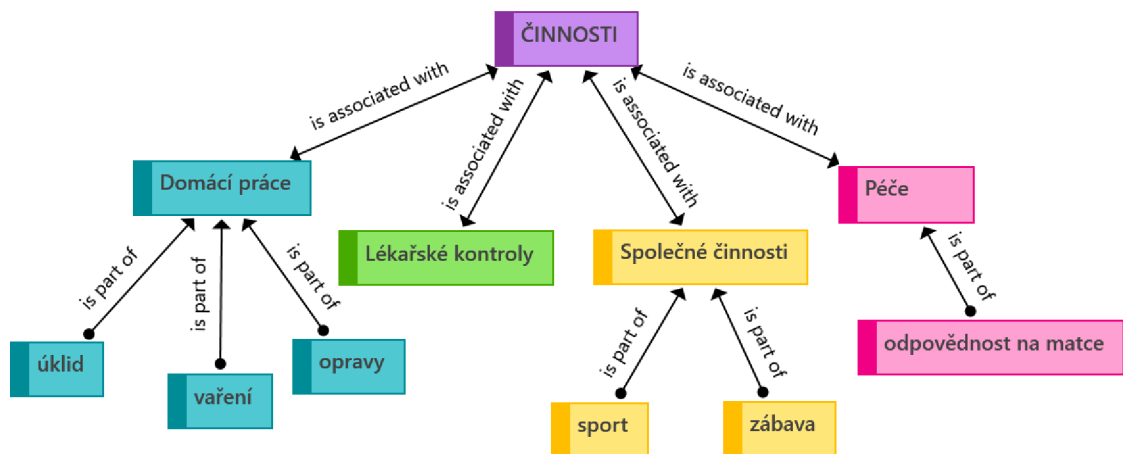 ČINNOSTI
is associated with
is associated with
is associated with
is associated with
Domácí práce
Lékařské kontroly
Společné činnosti
Péče
is part of
is part of
is part of
is part of
is part of
is part of
úklid
vaření
opravy
sport
zábava
odpovědnost na matce